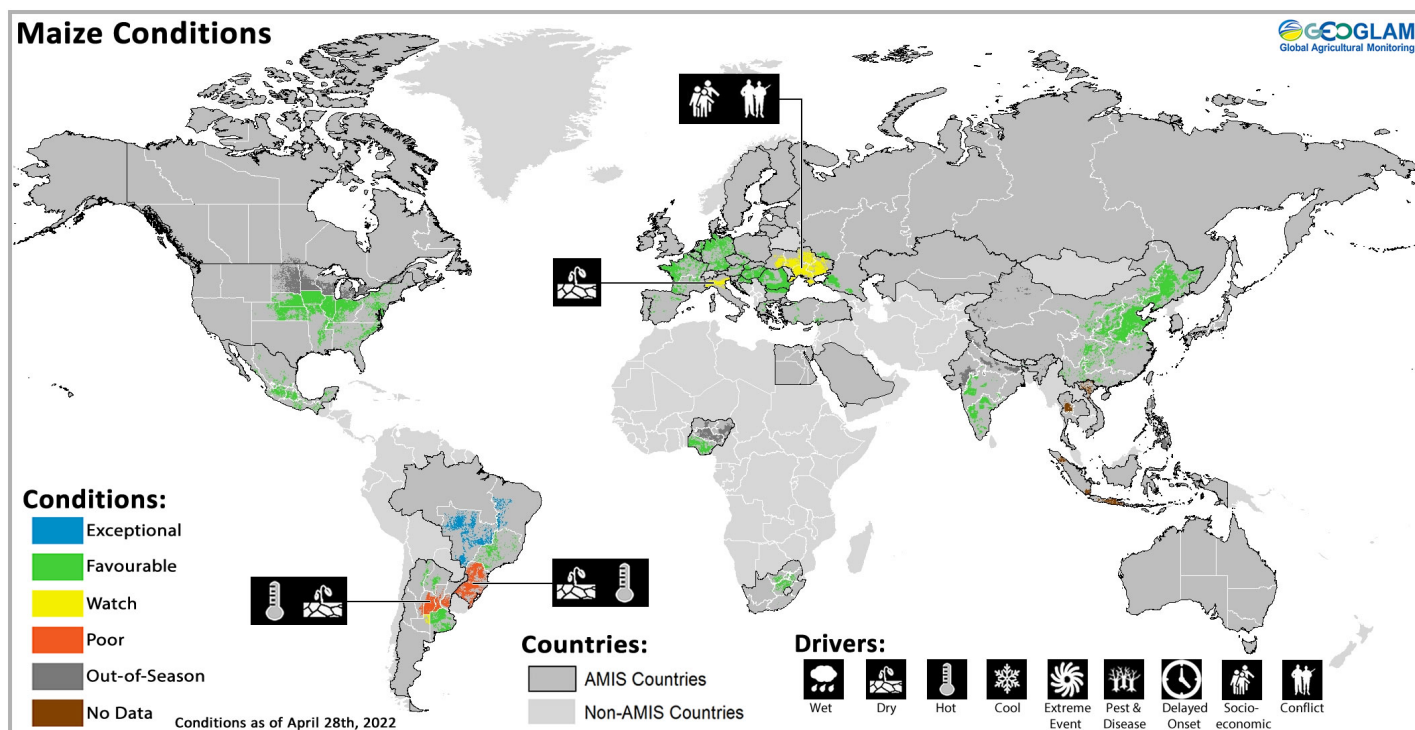 Maize Conditions
GEOGLAM
Global Agricultural Monitoring
Conditions:
Exceptional
Favourable
Watch
Poor
Out-of-Season
No Data
Conditions as of April 28th, 2022
Countries:
AMIS Countries
Non-AMIS Countries
Drivers:
Wet
Dry
Hot
Cool
Extreme
Event
Pest &
Disease
Delayed
Onset
Socio-
economic
Conflict